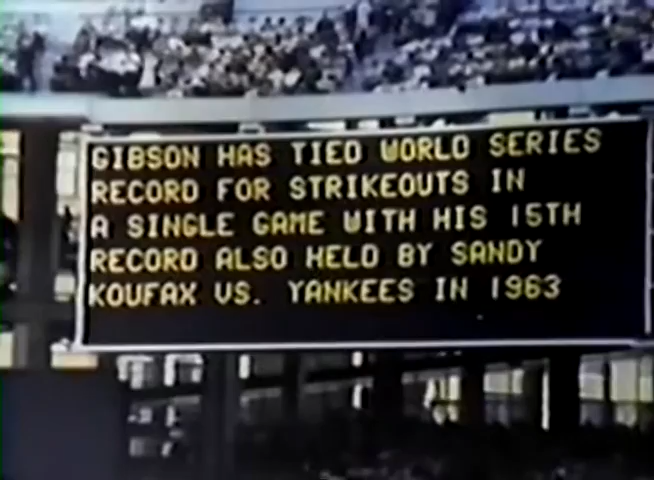 GIBSON HAS TIED WORLD SERIES
RECORD FOR STRIKEOUTS IN
A SINGLE GAME WITH HIS 15TH
RECORD ALSO HELD BY SANDY
KOUFAX VS. YANKEES IN 1963